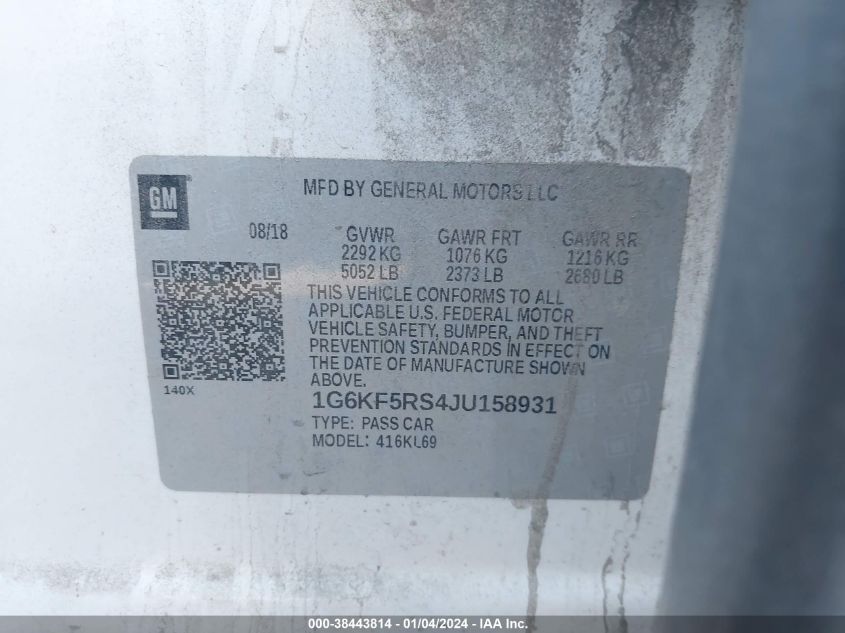 GM
MFD BY GENERAL MOTORS LLC
08/18
GVWR GAWR FRT GAWR RR
2292 KG 1076 KG 1216 KG
5052 LB 2373 LB 2680 LB
THIS VEHICLE CONFORMS TO ALL
APPLICABLE U.S. FEDERAL MOTOR
VEHICLE SAFETY, BUMPER, AND THEFT
PREVENTION STANDARDS IN EFFECT ON
THE DATE OF MANUFACTURE SHOWN
ABOVE.
140X
1G6KF5RS4JU158931
TYPE: PASS CAR
MODEL: 416KL69
000-38443814 - 01/04/2024 - IAA Inc.